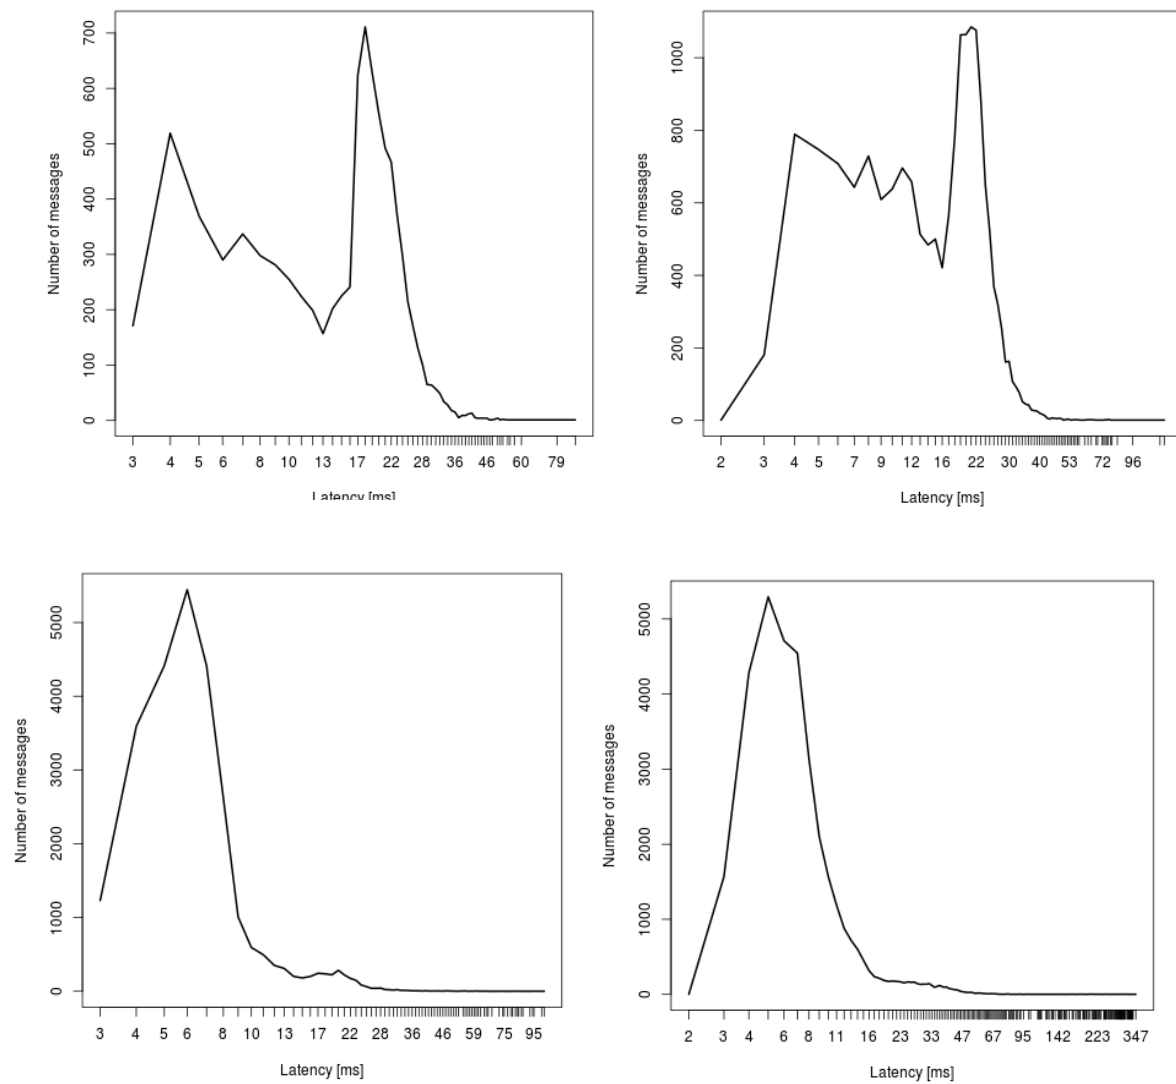 Number of messages
700
600
500
400
300
200
100
0
3 4 5 6 8 10 13 17 22 28 36 46 60 79
Latency [ms]
Number of messages
1000
800
600
400
200
0
2 3 4 5 7 9 12 16 22 30 40 53 72 96
Latency [ms]
Number of messages
5000
4000
3000
2000
1000
0
3 4 5 6 8 10 13 17 22 28 36 46 59 75 95
Latency [ms]
Number of messages
5000
4000
3000
2000
1000
0
2 3 4 6 8 11 16 23 33 47 67 95 142 223 347
Latency [ms]